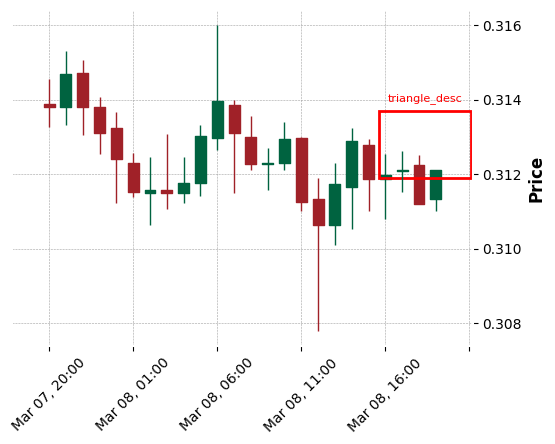 0.316
triangle_desc
0.314
0.312
0.310
0.308
Price
Mar 07, 20:00
Mar 08, 01:00
Mar 08, 06:00
Mar 08, 11:00
Mar 08, 16:00